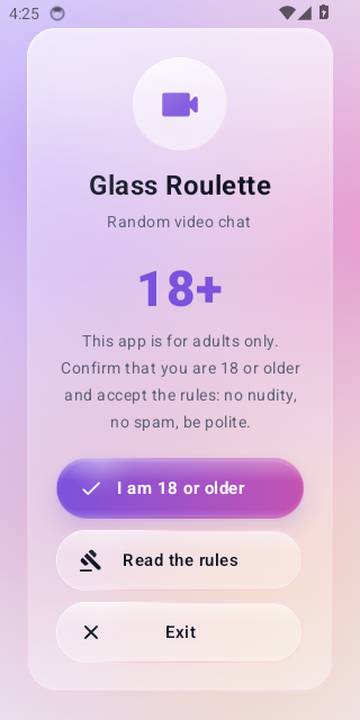 4:25
Glass Roulette
Random video chat
18+
This app is for adults only.
Confirm that you are 18 or older
and accept the rules: no nudity,
no spam, be polite.
I am 18 or older
Read the rules
Exit